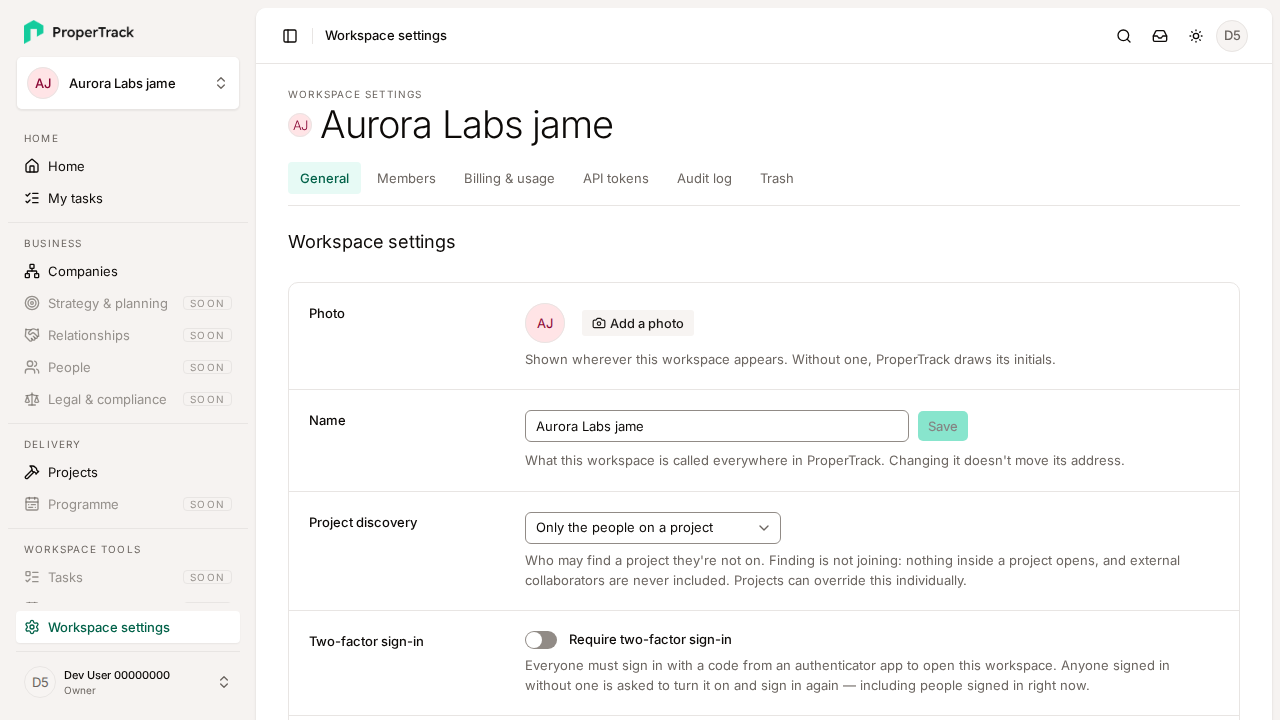 ProperTrack
AJ
Aurora Labs jame
HOME
Home
My tasks
BUSINESS
Companies
Strategy & planning SOON
Relationships SOON
People SOON
Legal & compliance SOON
DELIVERY
Projects
Programme SOON
WORKSPACE TOOLS
Tasks SOON
Workspace settings
D5
Dev User 00000000
Owner
Workspace settings
D5
WORKSPACE SETTINGS
AJ Aurora Labs jame
General Members Billing & usage API tokens Audit log Trash
Workspace settings
Photo
AJ
Add a photo
Shown wherever this workspace appears. Without one, ProperTrack draws its initials.
Name
Aurora Labs jame
Save
What this workspace is called everywhere in ProperTrack. Changing it doesn't move its address.
Project discovery
Only the people on a project
Who may find a project they're not on. Finding is not joining: nothing inside a project opens, and external
collaborators are never included. Projects can override this individually.
Two-factor sign-in
Require two-factor sign-in
Everyone must sign in with a code from an authenticator app to open this workspace. Anyone signed in
without one is asked to turn it on and sign in again — including people signed in right now.